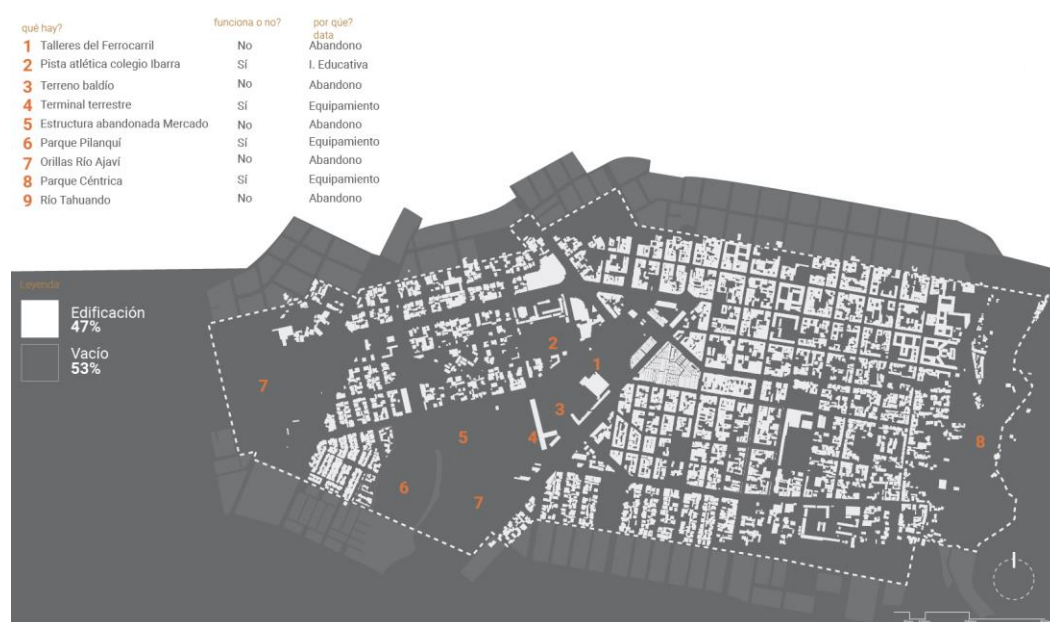 qué hay? funciona o no? por qúe? data
1 Talleres del Ferrocarril No Abandono
2 Pista atlética colegio Ibarra Sí I. Educativa
3 Terreno baldío No Abandono
4 Terminal terrestre Sí Equipamiento
5 Estructura abandonada Mercado No Abandono
6 Parque Pilanquí Sí Equipamiento
7 Orillas Río Ajaví No Abandono
8 Parque Céntrica Sí Equipamiento
9 Río Tahuando No Abandono
Leyenda
Edificación
47%
Vacío
53%
2
1
7
3
5
4
8
6
7